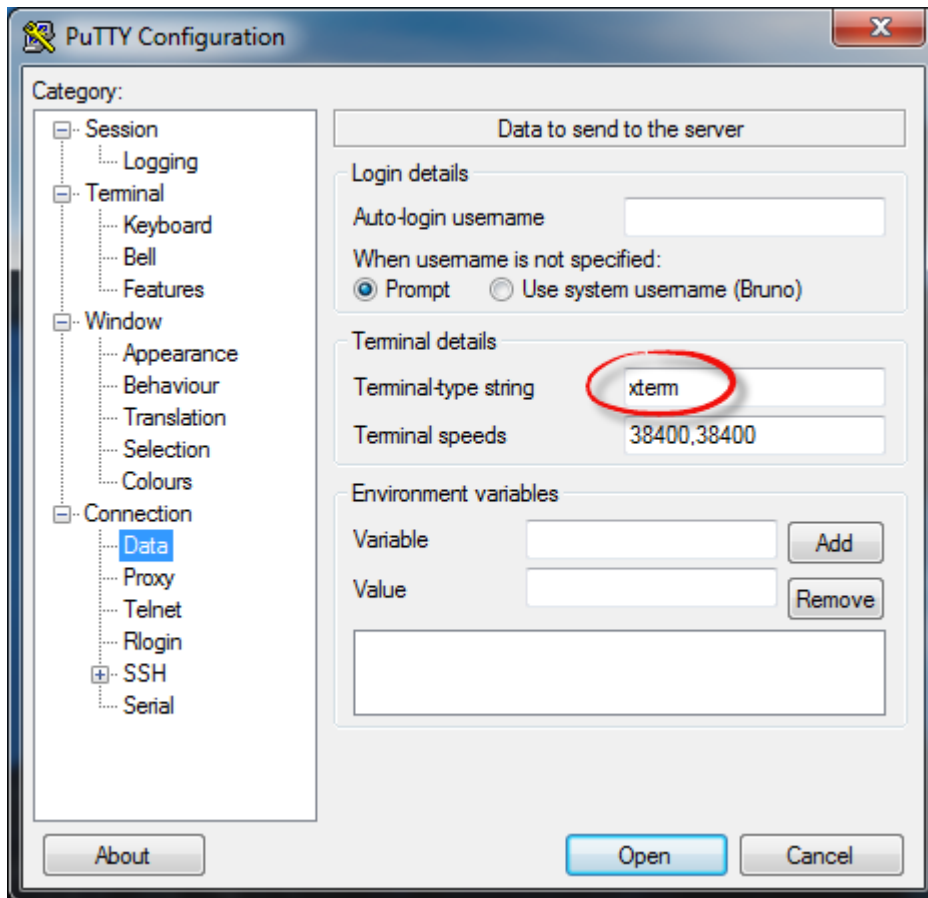 PuTTY Configuration
Category:
Session
Logging
Terminal
Keyboard
Bell
Features
Window
Appearance
Behaviour
Translation
Selection
Colours
Connection
Data
Proxy
Telnet
Rlogin
SSH
Serial
Data to send to the server
Login details
Auto-login username
When username is not specified:
Prompt Use system username (Bruno)
Terminal details
Terminal-type string xterm
Terminal speeds 38400,38400
Environment variables
Variable Add
Value Remove
About Open Cancel